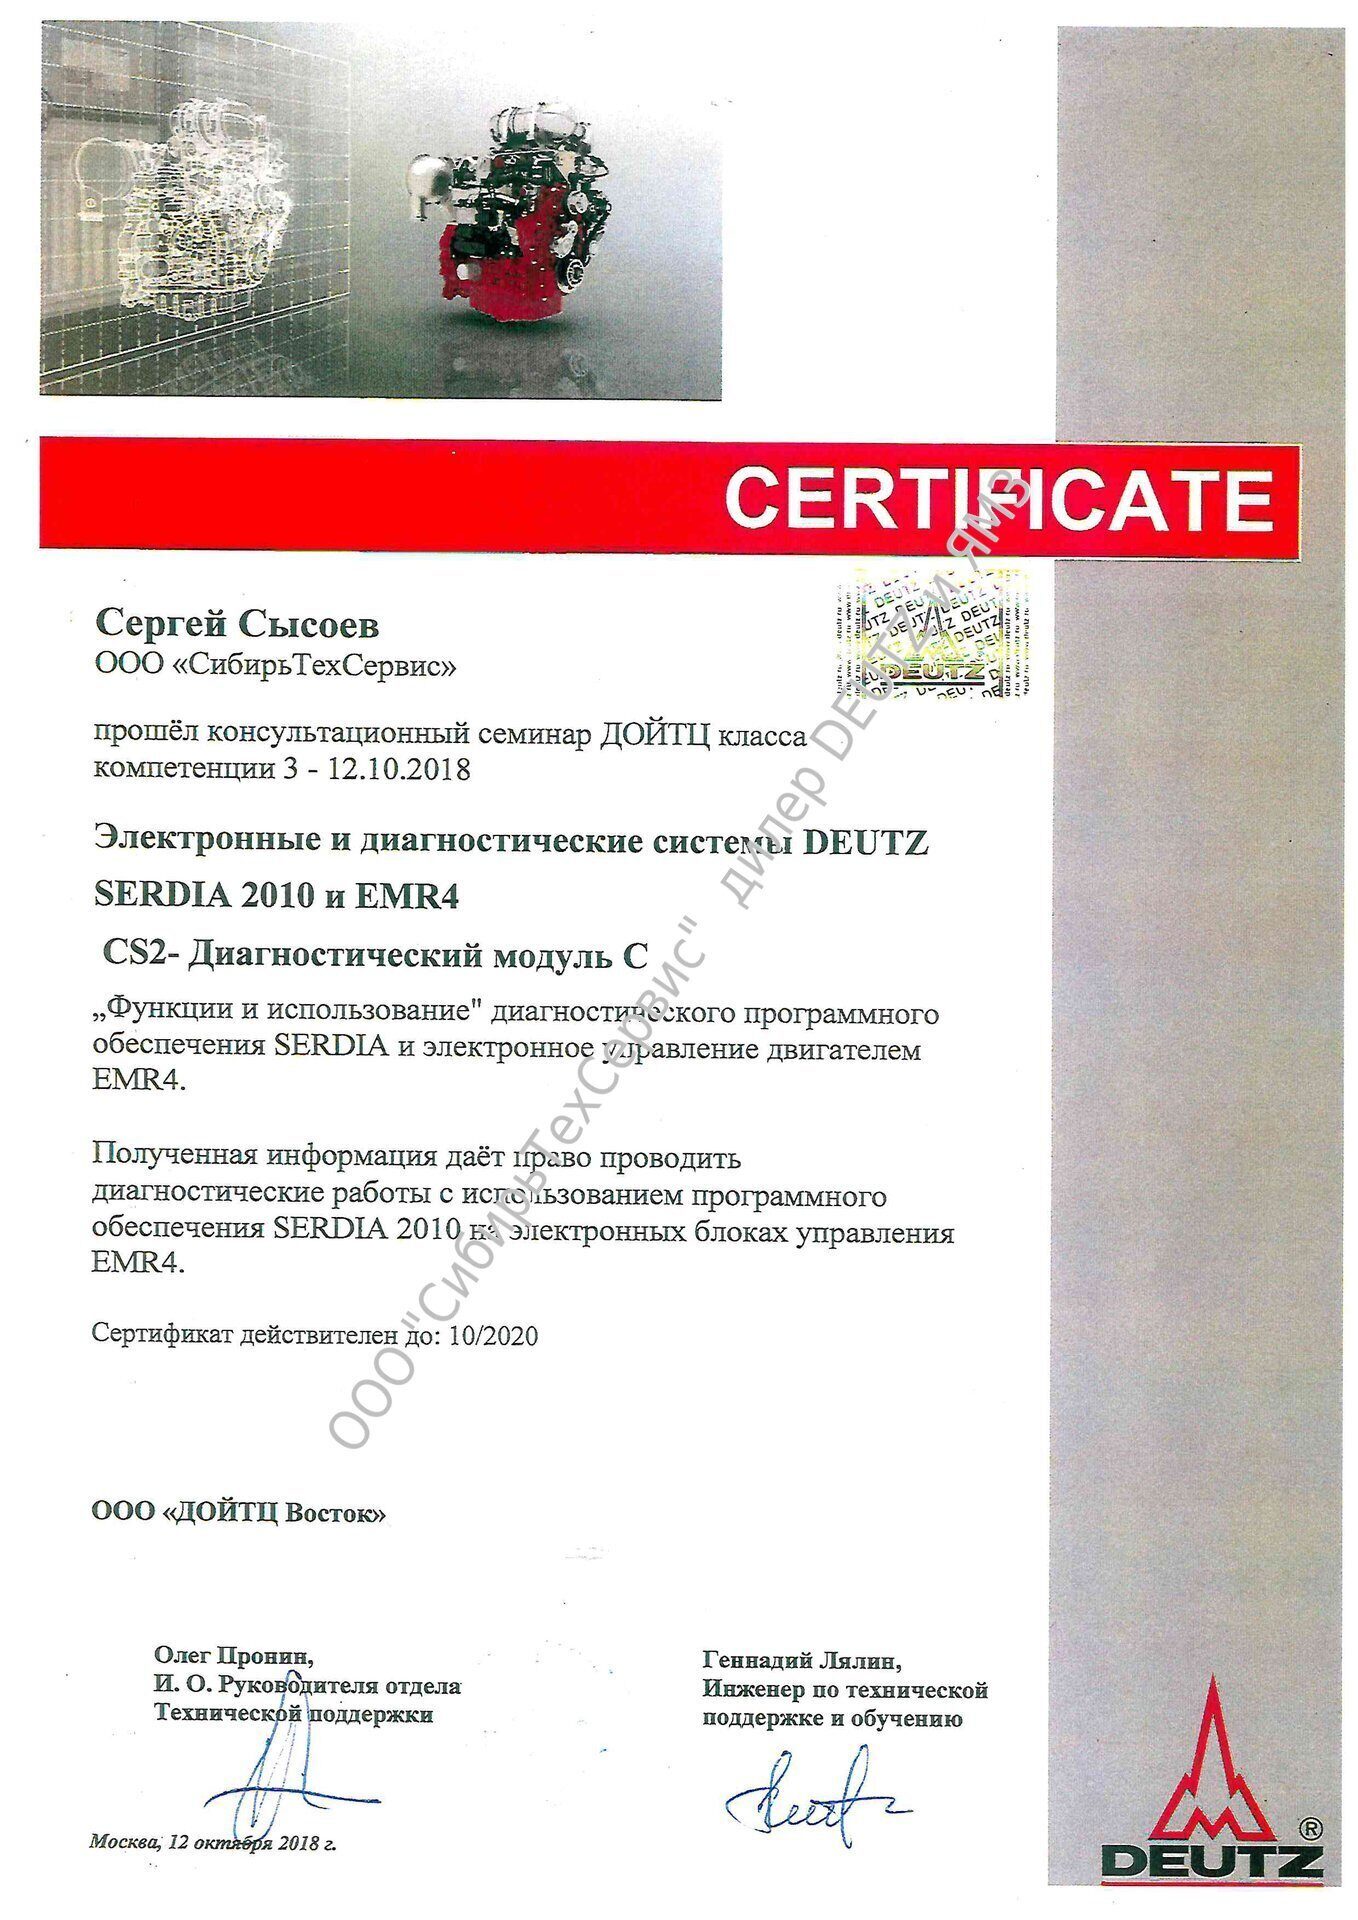 CERTIFICATE
Сергей Сысоев
ООО «СибирьТехСервис»
прошёл консультационный семинар ДОЙТЦ класса
компетенции 3 - 12.10.2018
Электронные и диагностические системы DEUTZ
SERDIA 2010 и EMR4
CS2- Диагностический модуль С
„Функции и использование" диагностического программного
обеспечения SERDIA и электронное управление двигателем
EMR4.
Полученная информация даёт право проводить
диагностические работы с использованием программного
обеспечения SERDIA 2010 на электронных блоках управления
EMR4.
Сертификат действителен до: 10/2020
ООО «ДОЙТЦ Восток»
Олег Пронин,
И. О. Руководителя отдела
Технической поддержки
Геннадий Лялин,
Инженер по технической
поддержке и обучению
Москва, 12 октября 2018 г.
DEUTZ
®
DEUTZ
ООО "СибирьТехСервис" дилер DEUTZ и ЯМЗ